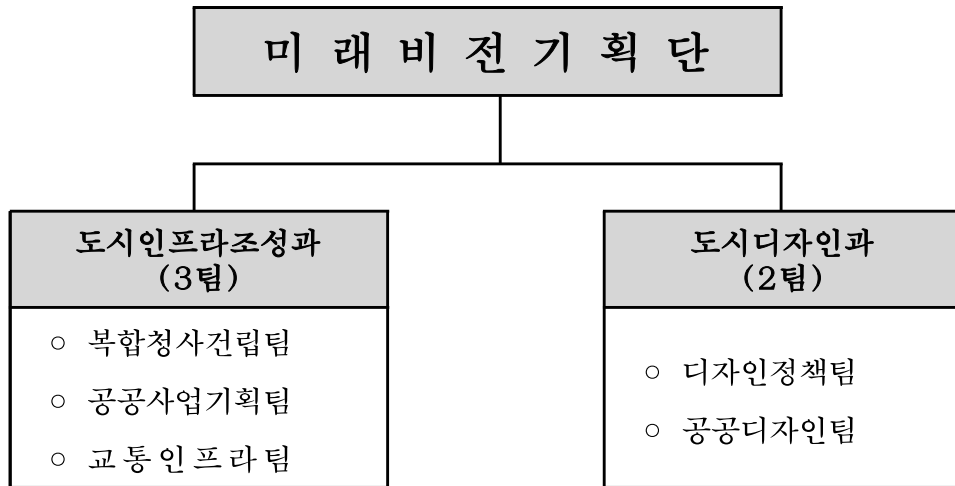 미 래 비 전 기 획 단
도시인프라조성과
(3팀)
○ 복합청사건립팀
○ 공공사업기획팀
○ 교 통 인 프 라 팀
도시디자인과
(2팀)
○ 디자인정책팀
○ 공공디자인팀